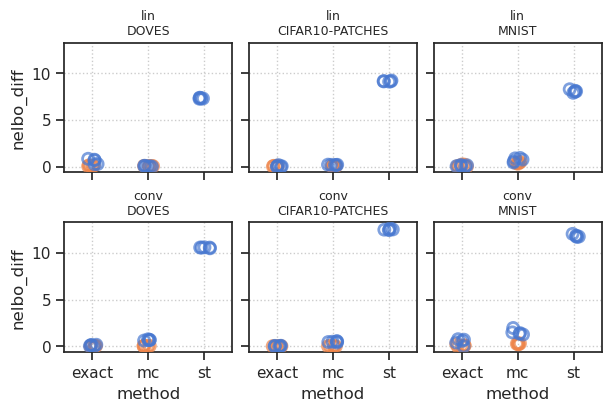 lin
DOVES
lin
CIFAR10-PATCHES
lin
MNIST
nelbo_diff
10
5
0
conv
DOVES
conv
CIFAR10-PATCHES
conv
MNIST
nelbo_diff
10
5
0
exact mc st
exact mc st
exact mc st
method
method
method